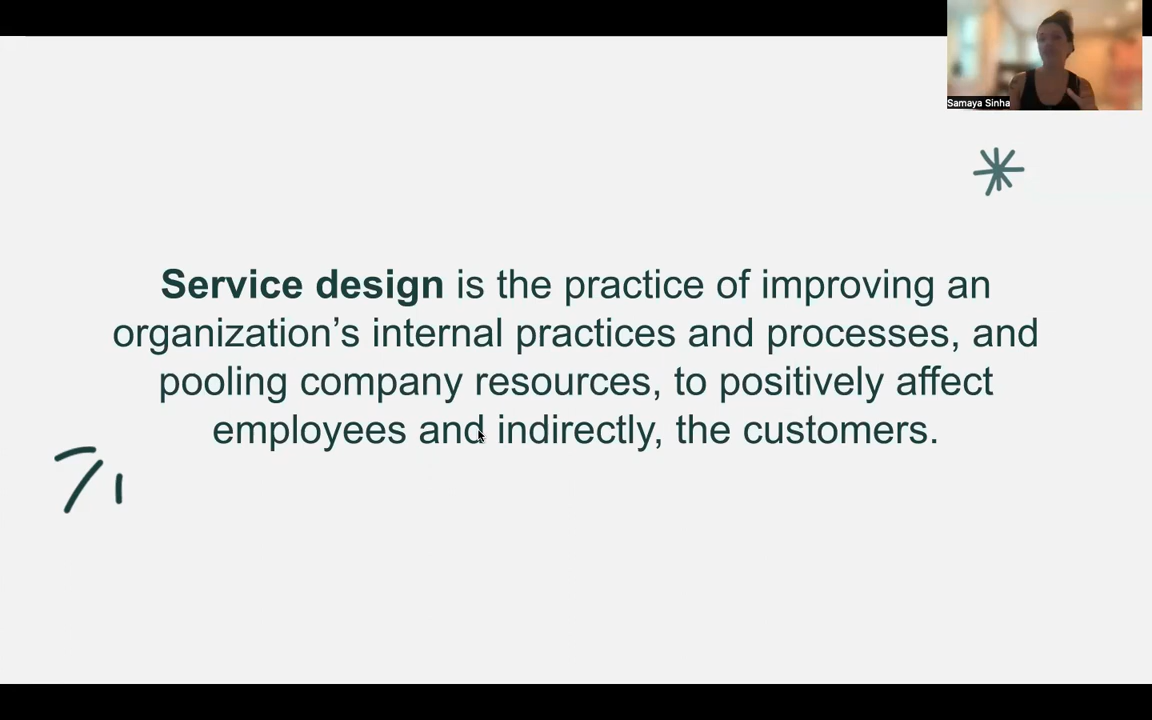 Samaya Sinha
Service design is the practice of improving an
organization’s internal practices and processes, and
pooling company resources, to positively affect
employees and indirectly, the customers.